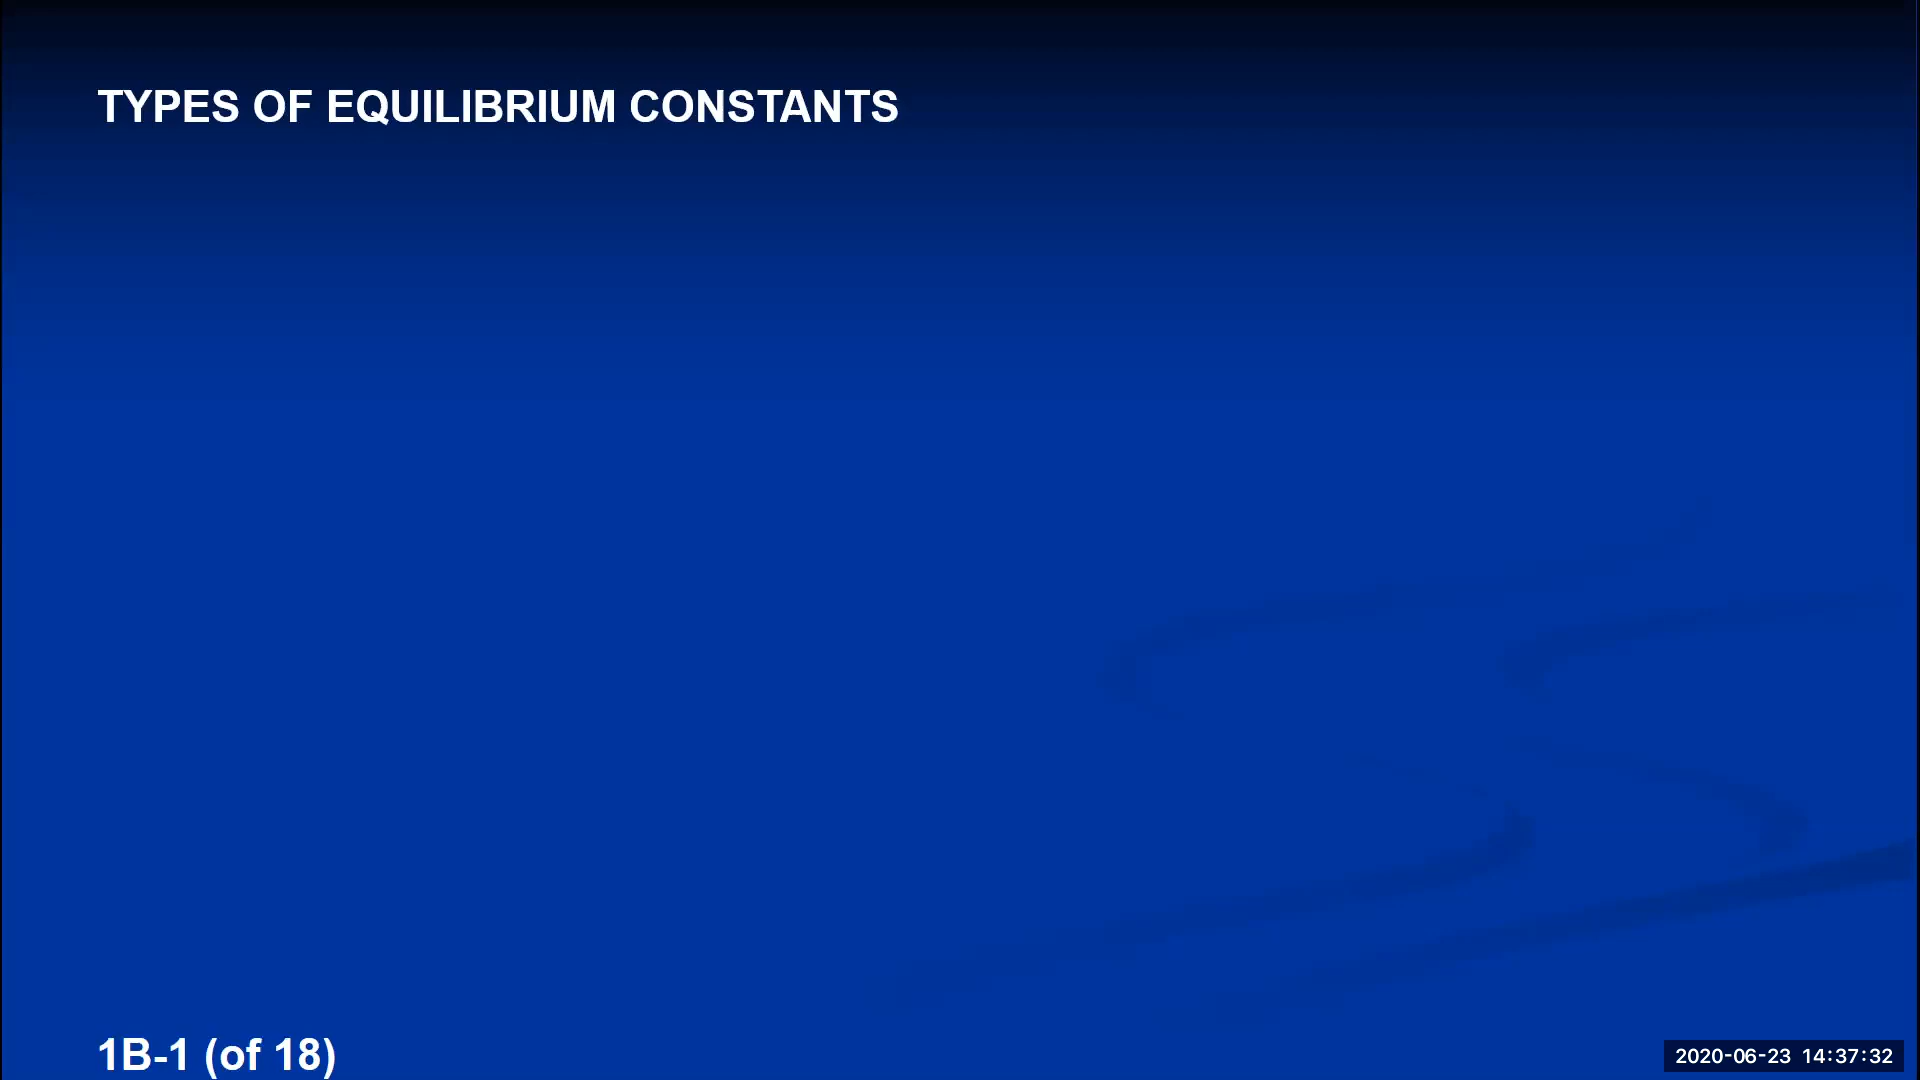 TYPES OF EQUILIBRIUM CONSTANTS
1B-1 (of 18)
2020-06-23 14:37:32